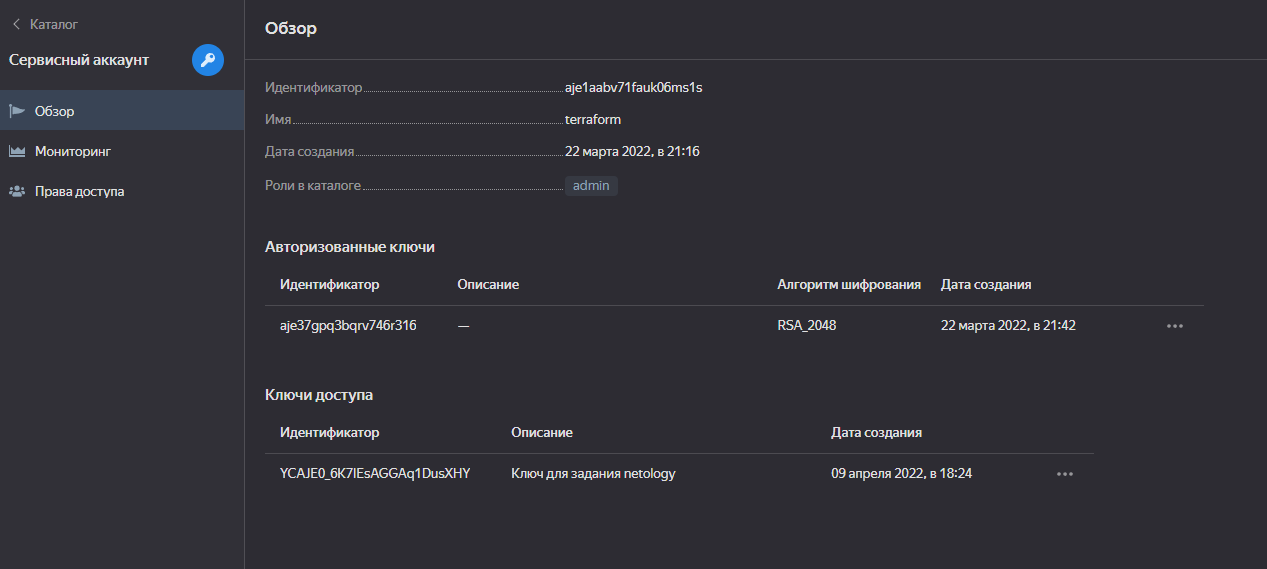 Каталог
Сервисный аккаунт
Обзор
Мониторинг
Права доступа
Обзор
Идентификатор aje1aabv71fauk06ms1s
Имя terraform
Дата создания 22 марта 2022, в 21:16
Роли в каталоге admin
Авторизованные ключи
Идентификатор Описание Алгоритм шифрования Дата создания
aje37gpq3bqrv746r316 — RSA_2048 22 марта 2022, в 21:42
Ключи доступа
Идентификатор Описание Дата создания
YCAJE0_6K7lEsAGGAq1DusXHY Ключ для задания netology 09 апреля 2022, в 18:24